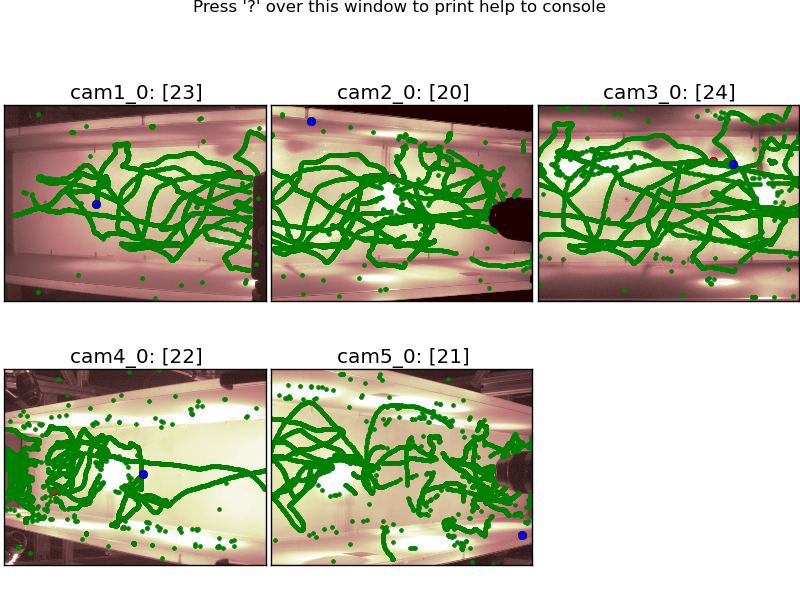 Press '?' over this window to print help to console
cam1_0: [23]
cam2_0: [20]
cam3_0: [24]
cam4_0: [22]
cam5_0: [21]